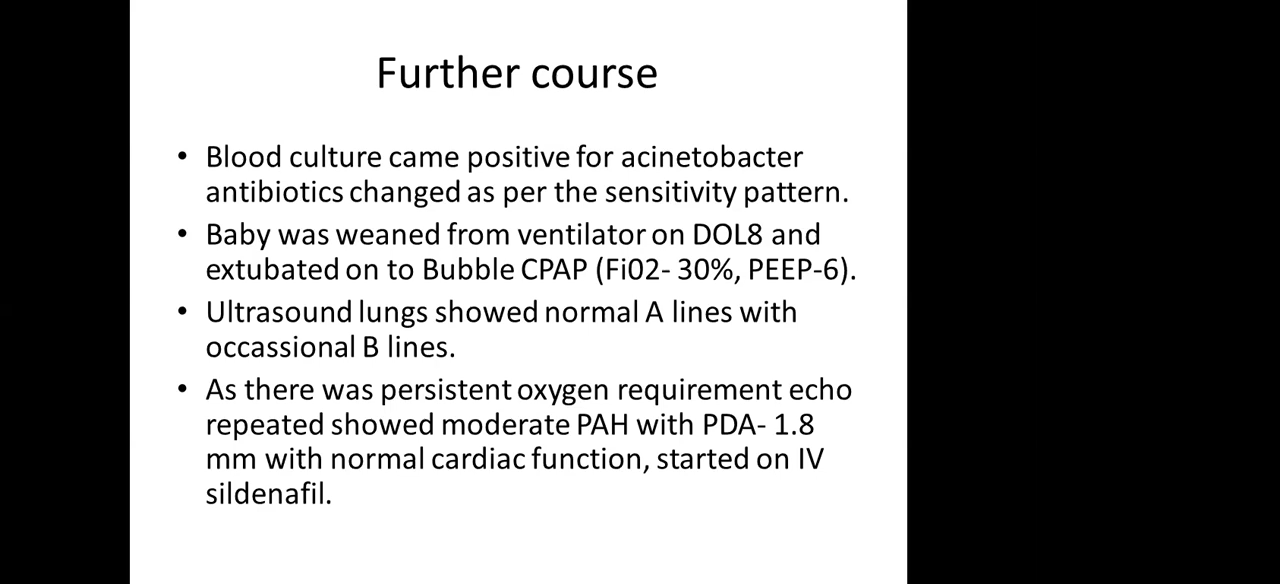 Further course
• Blood culture came positive for acinetobacter
antibiotics changed as per the sensitivity pattern.
• Baby was weaned from ventilator on DOL8 and
extubated on to Bubble CPAP (Fi02- 30%, PEEP-6).
• Ultrasound lungs showed normal A lines with
occassional B lines.
• As there was persistent oxygen requirement echo
repeated showed moderate PAH with PDA- 1.8
mm with normal cardiac function, started on IV
sildenafil.